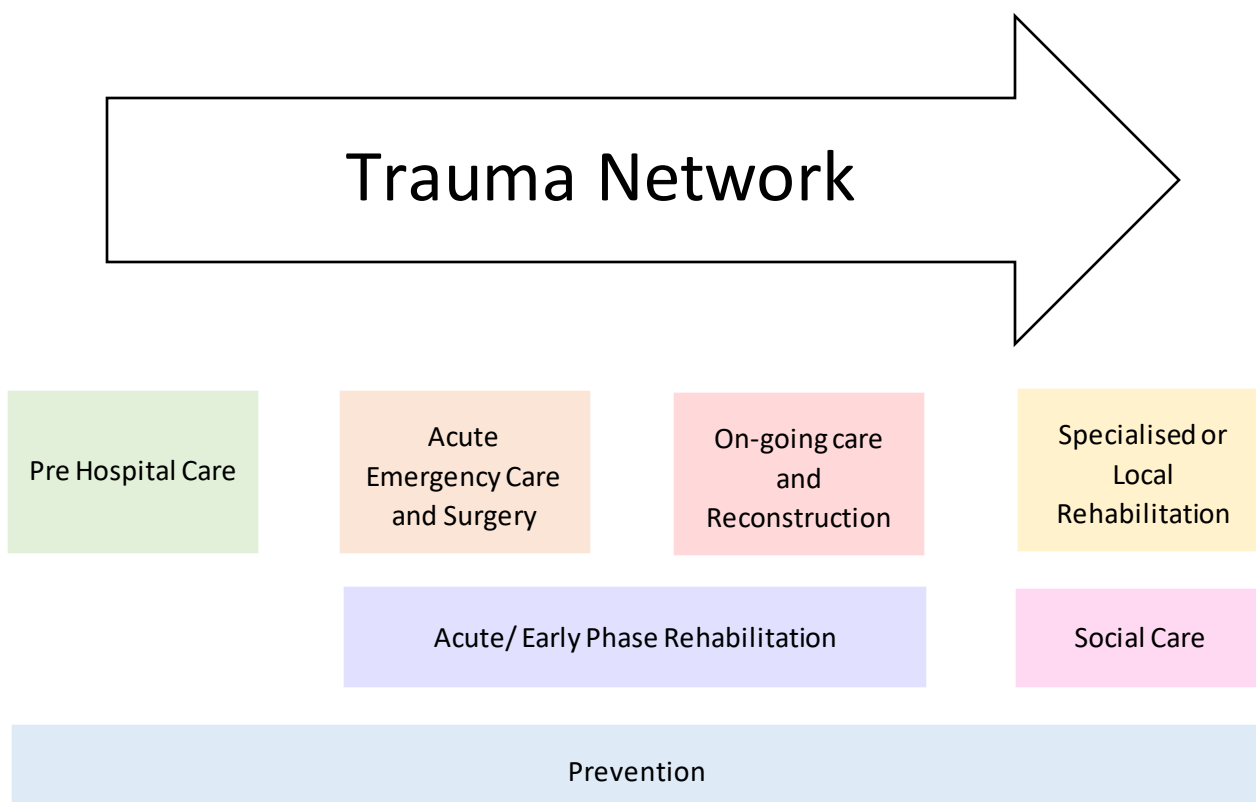 Trauma Network
Pre Hospital Care
Acute
Emergency Care
and Surgery
On-going care
and
Reconstruction
Specialised or
Local
Rehabilitation
Acute/ Early Phase Rehabilitation
Social Care
Prevention